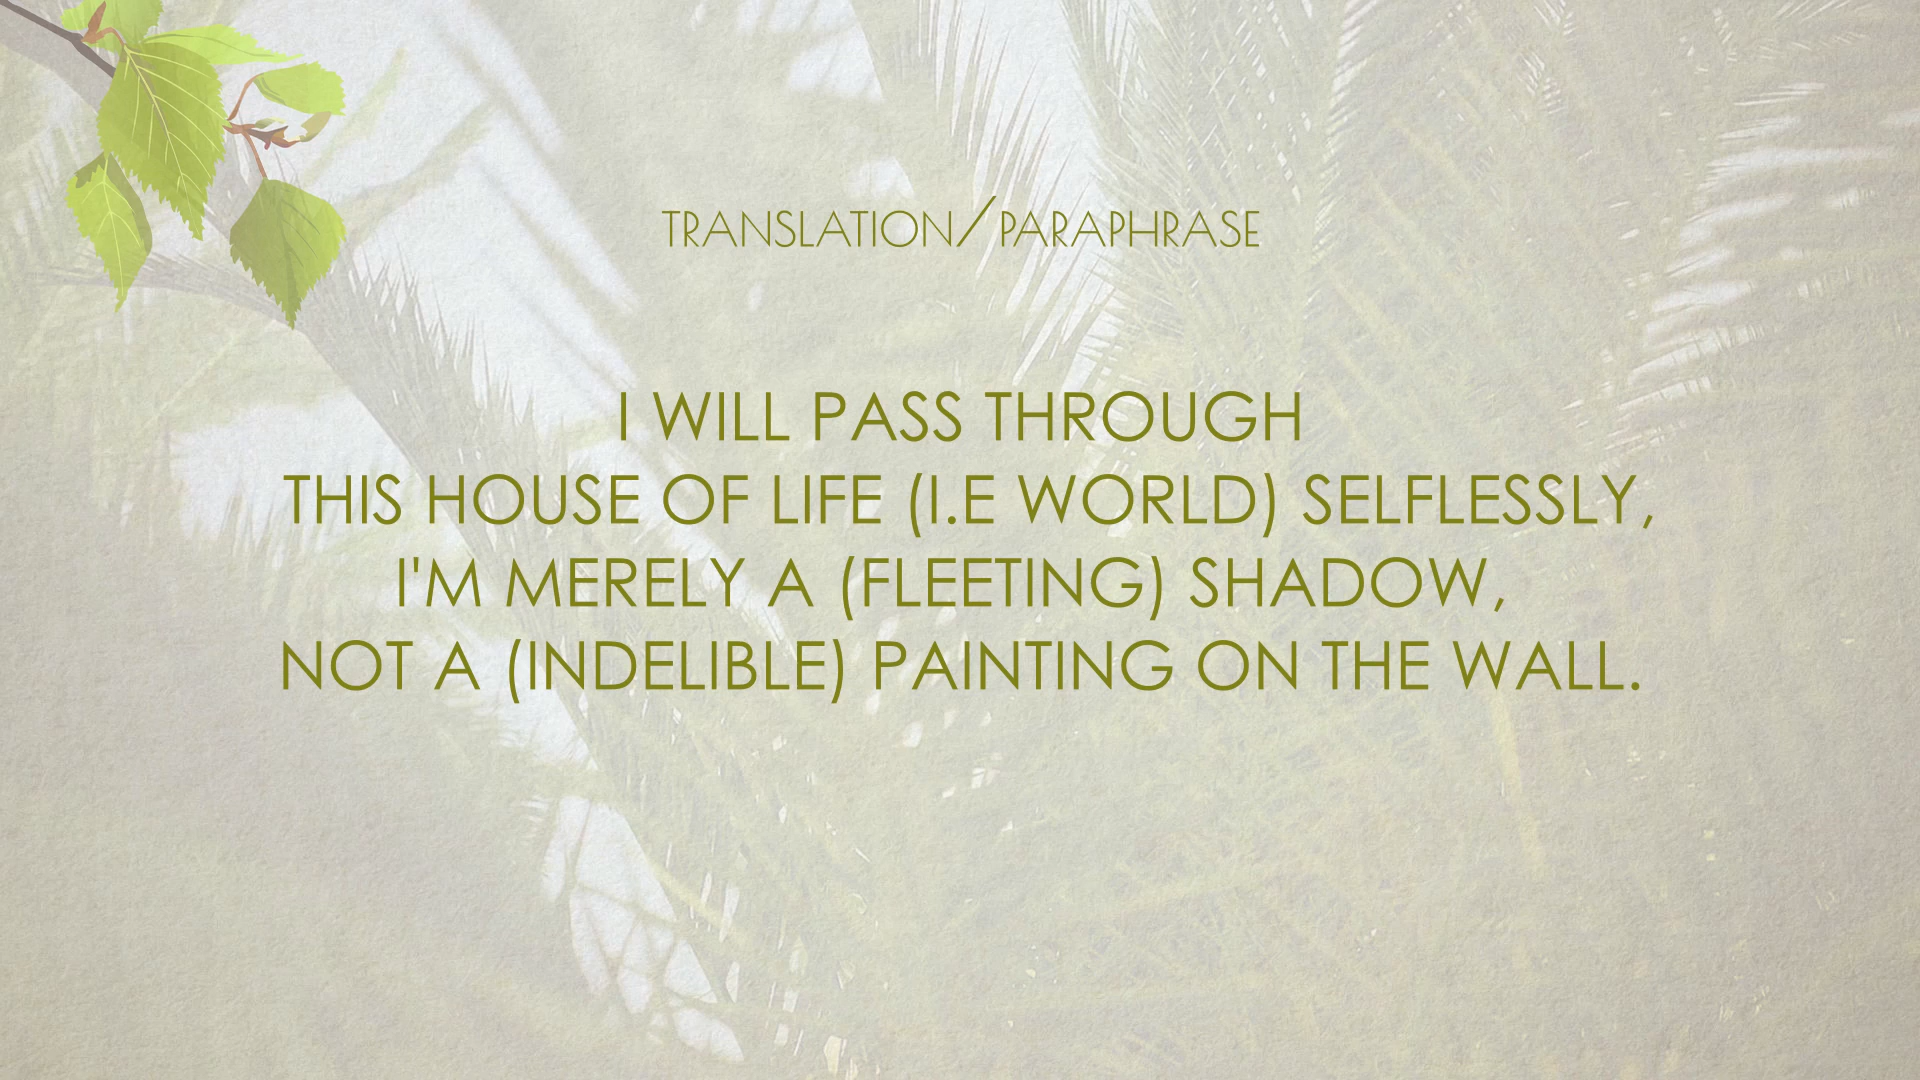 TRANSLATION/PARAPHRASE
I WILL PASS THROUGH
THIS HOUSE OF LIFE (I.E WORLD) SELFLESSLY,
I'M MERELY A (FLEETING) SHADOW,
NOT A (INDELIBLE) PAINTING ON THE WALL.